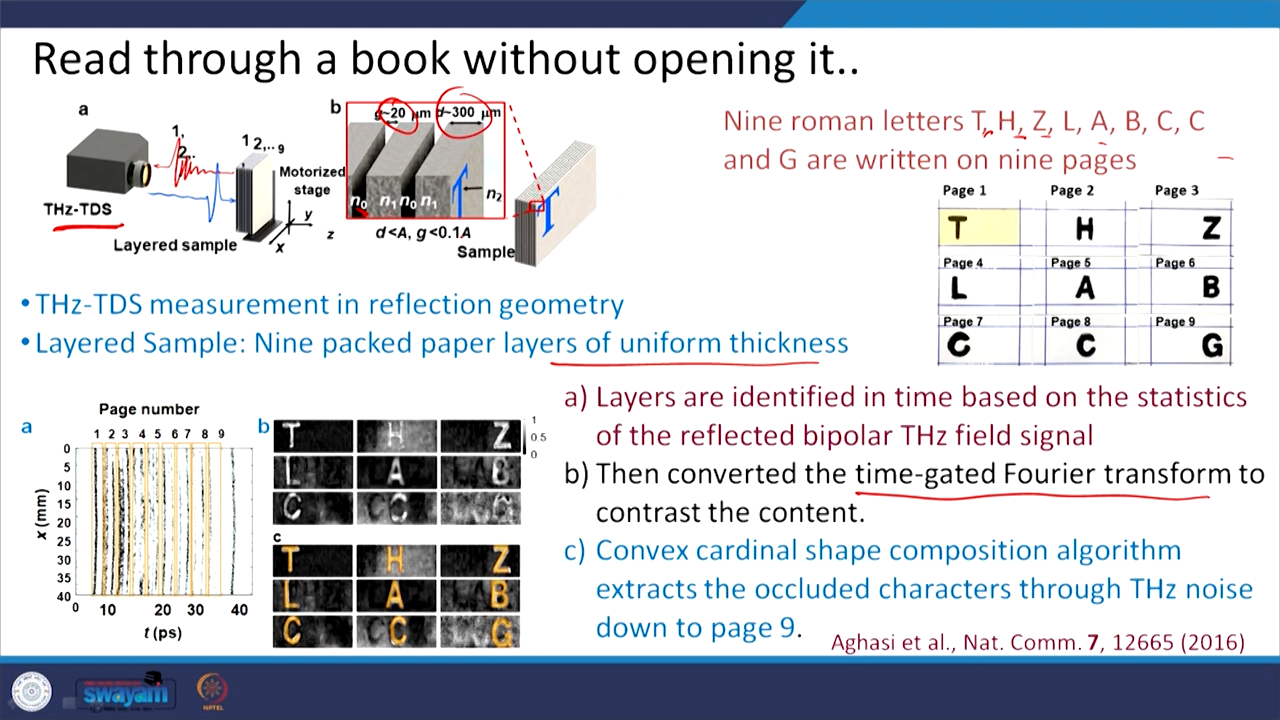 Read through a book without opening it..
a
THz-TDS
1,
2,..
1 2,.. 9
Motorized
stage
y
x
z
Layered sample
b
g~20 μm d~300 μm
n0 n1 n0 n1
n2
d<Λ, g<0.1Λ
Sample
Nine roman letters T, H, Z, L, A, B, C, C
and G are written on nine pages
Page 1 Page 2 Page 3
T H Z
Page 4 Page 5 Page 6
L A B
Page 7 Page 8 Page 9
C C G
• THz-TDS measurement in reflection geometry
• Layered Sample: Nine packed paper layers of uniform thickness
a
Page number
1 2 3 4 5 6 7 8 9
0
5
10
15
20
25
30
35
40
x (mm)
0 10 20 30 40
t (ps)
b
T H Z
L A B
C C G
1
0 5
0
c
T H Z
L A B
C C G
a) Layers are identified in time based on the statistics
of the reflected bipolar THz field signal
b) Then converted the time-gated Fourier transform to
contrast the content.
c) Convex cardinal shape composition algorithm
extracts the occluded characters through THz noise
down to page 9.
Aghasi et al., Nat. Comm. 7, 12665 (2016)
swayam
NPTEL